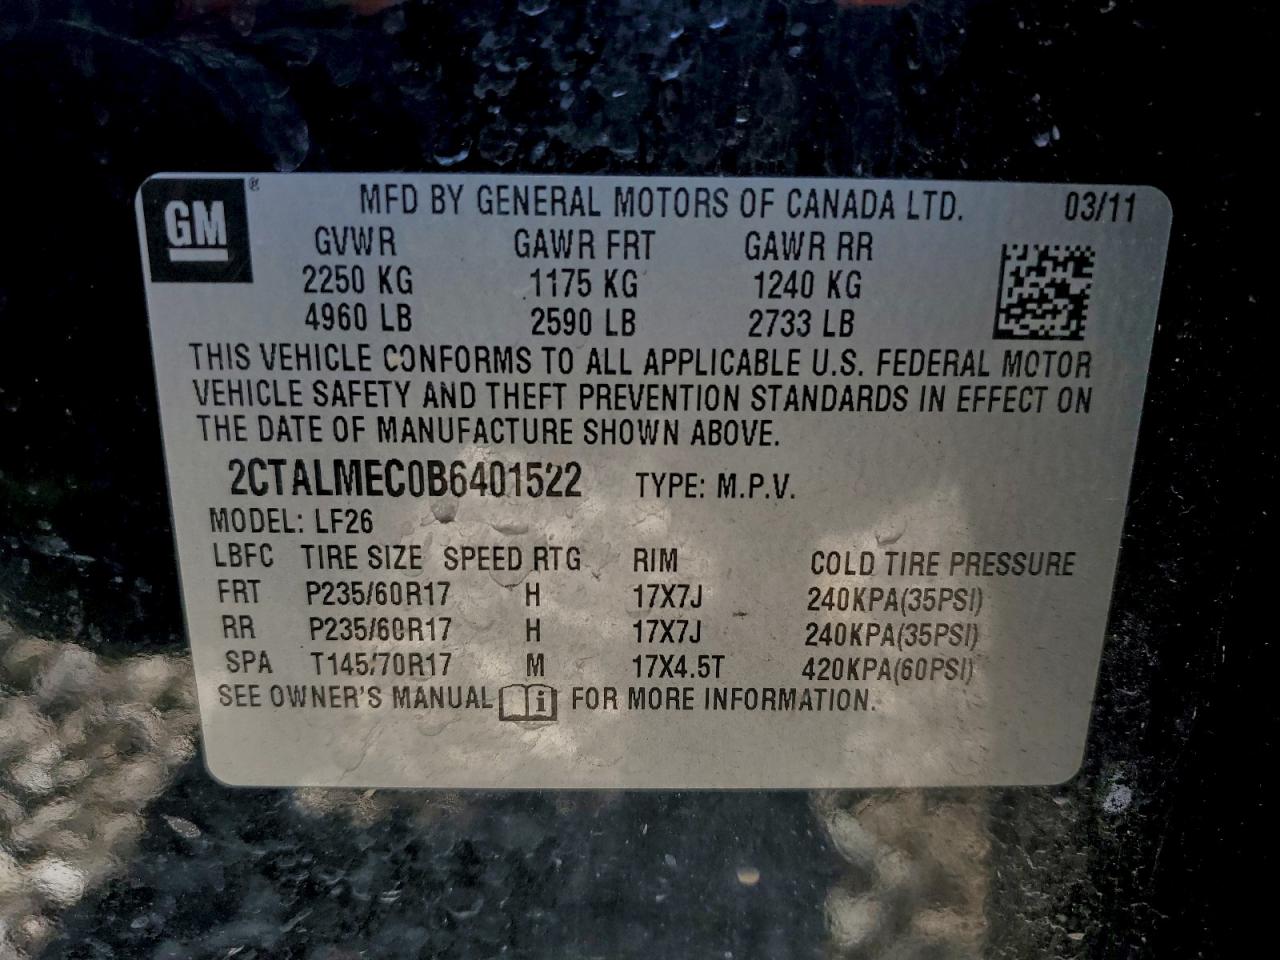 GM® MFD BY GENERAL MOTORS OF CANADA LTD. 03/11
GVWR GAWR FRT GAWR RR
2250 KG 1175 KG 1240 KG
4960 LB 2590 LB 2733 LB
THIS VEHICLE CONFORMS TO ALL APPLICABLE U.S. FEDERAL MOTOR
VEHICLE SAFETY AND THEFT PREVENTION STANDARDS IN EFFECT ON
THE DATE OF MANUFACTURE SHOWN ABOVE.
2CTALMEC0B6401522 TYPE: M.P.V.
MODEL: LF26
LBFC TIRE SIZE SPEED RTG RIM COLD TIRE PRESSURE
FRT P235/60R17 H 17X7J 240KPA(35PSI)
RR P235/60R17 H 17X7J 240KPA(35PSI)
SPA T145/70R17 M 17X4.5T 420KPA(60PSI)
SEE OWNER'S MANUAL i FOR MORE INFORMATION.